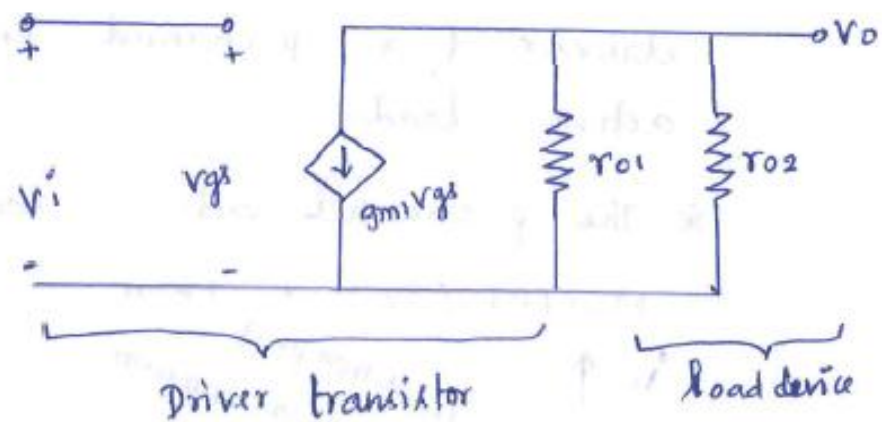 + + Vo
Vi Vgs gm1Vgs ro1 ro2
- -
Driver transistor load device